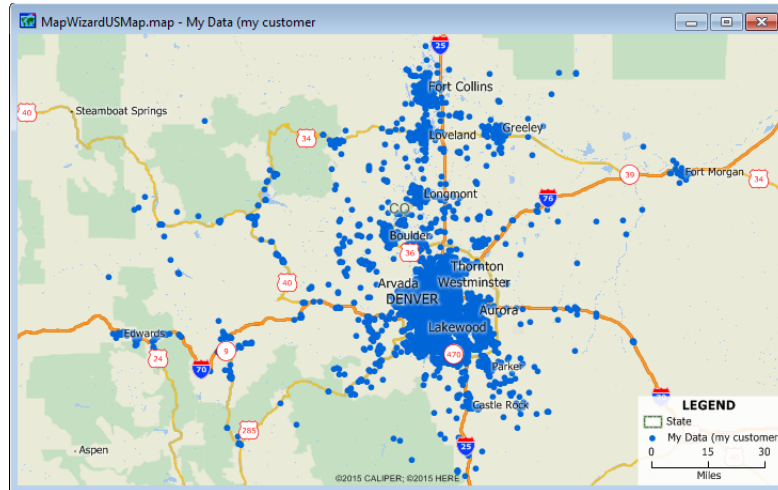 MapWizardUSMap.map - My Data (my customer
25
Fort Collins
40
Steamboat Springs
34
Loveland
Greeley
39
Fort Morgan
34
Longmont
76
CO
Boulder
36
Thornton
40
Arvada
Westminster
DENVER
Aurora
Edwards
Lakewood
9
24
470
70
Parker
Castle Rock
285
25
Aspen
LEGEND
State
My Data (my customer
0 15 30
Miles
©2015 CALIPER; ©2015 HERE